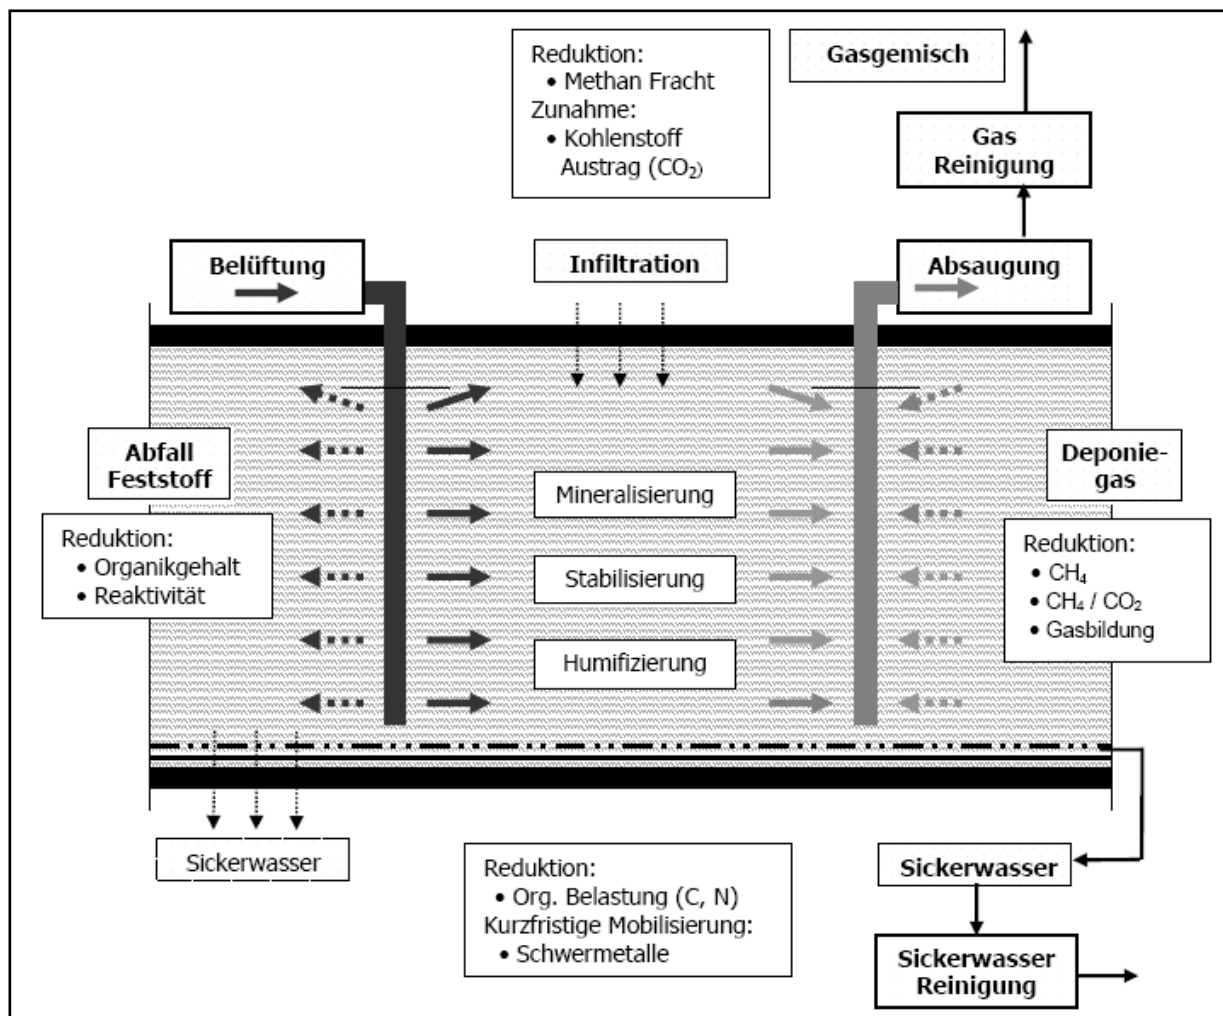 Reduktion:
• Methan Fracht
Zunahme:
• Kohlenstoff
Austrag (CO₂)
Gasgemisch
Gas
Reinigung
Belüftung
Infiltration
Absaugung
Abfall
Feststoff
Reduktion:
• Organikgehalt
• Reaktivität
Mineralisierung
Stabilisierung
Humifizierung
Deponie-
gas
Reduktion:
• CH₄
• CH₄ / CO₂
• Gasbildung
Sickerwasser
Reduktion:
• Org. Belastung (C, N)
Kurzfristige Mobilisierung:
• Schwermetalle
Sickerwasser
Sickerwasser
Reinigung